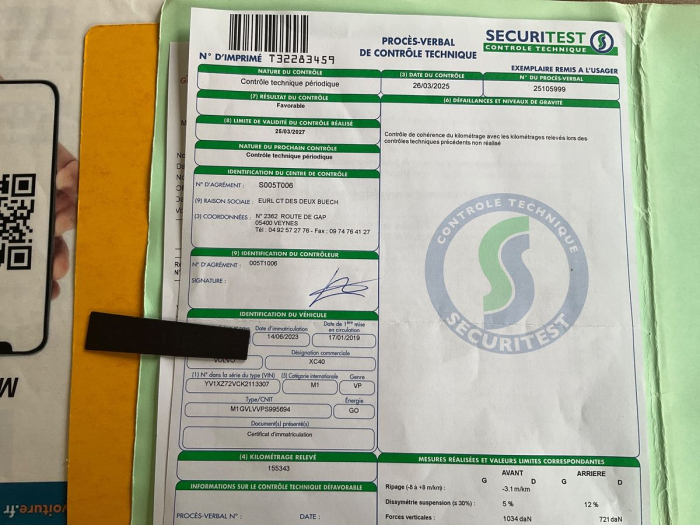 N° D'IMPRIMÉ T32283459
PROCÈS-VERBAL
DE CONTRÔLE TECHNIQUE
SECURITEST
CONTROLE TECHNIQUE
EXEMPLAIRE REMIS A L'USAGER
NATURE DU CONTRÔLE
Contrôle technique périodique
(3) DATE DU CONTRÔLE
26/03/2025
N° DU PROCÈS-VERBAL
25105999
(7) RÉSULTAT DU CONTRÔLE
Favorable
(8) LIMITE DE VALIDITÉ DU CONTRÔLE RÉALISÉ
25/03/2027
NATURE DU PROCHAIN CONTRÔLE
Contrôle technique périodique
(6) DÉFAILLANCES ET NIVEAUX DE GRAVITÉ
Contrôle de cohérence du kilométrage avec les kilométrages relevés lors des
contrôles techniques précédents non réalisé
IDENTIFICATION DU CENTRE DE CONTRÔLE
N° D'AGRÉMENT : S005T006
(9) RAISON SOCIALE : EURL CT DES DEUX BUECH
(3) COORDONNÉES : N° 2362 ROUTE DE GAP
05400 VEYNES
Tél : 04 92 57 27 76 - Fax : 09 74 76 41 27
(9) IDENTIFICATION DU CONTRÔLEUR
N° D'AGRÉMENT : 005T1006
SIGNATURE :
CONTROLE TECHNIQUE
SECURITEST
IDENTIFICATION DU VÉHICULE
Date d'immatriculation
14/06/2023
Date de 1ère mise
en circulation
17/01/2019
Désignation commerciale
XC40
(1) N° dans la série du type (VIN)
YV1XZ72VCK2113307
(5) Catégorie internationale
M1
Genre
VP
Type/CNIT
M1GVLVVPS995694
Energie
GO
Document(s) présenté(s)
Certificat d'immatriculation
(4) KILOMÉTRAGE RELEVÉ
155343
INFORMATIONS SUR LE CONTRÔLE TECHNIQUE DÉFAVORABLE
PROCÈS-VERBAL N° : DATE :
MESURES RÉALISÉES ET VALEURS LIMITES CORRESPONDANTES
AVANT ARRIERE
G D G D
Ripage (-8 à +8 m/km) : -3.1 m/km
Dissymétrie suspension (≤ 30%) : 5 % 12 %
Forces verticales : 1034 daN 721 daN
voiture.fr
M